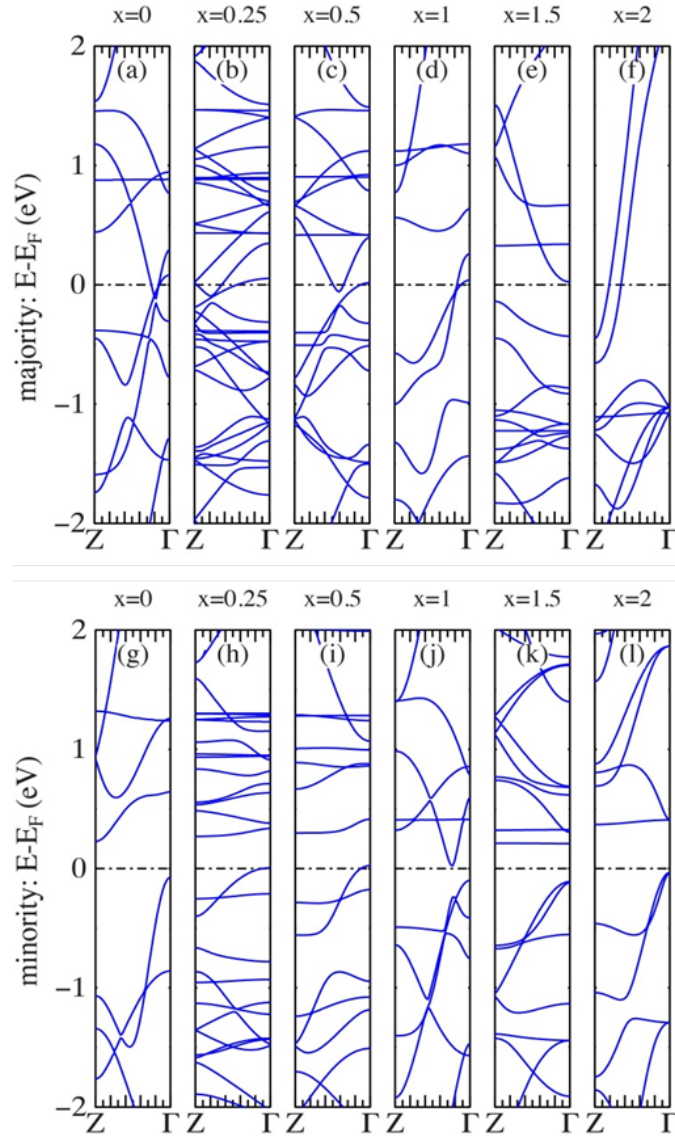 x=0 x=0.25 x=0.5 x=1 x=1.5 x=2
(a) (b) (c) (d) (e) (f)
majority: E-E_F (eV)
2
1
0
−1
−2
Z Γ Z Γ Z Γ Z Γ Z Γ Z Γ
x=0 x=0.25 x=0.5 x=1 x=1.5 x=2
(g) (h) (i) (j) (k) (l)
minority: E-E_F (eV)
2
1
0
−1
−2
Z Γ Z Γ Z Γ Z Γ Z Γ Z Γ